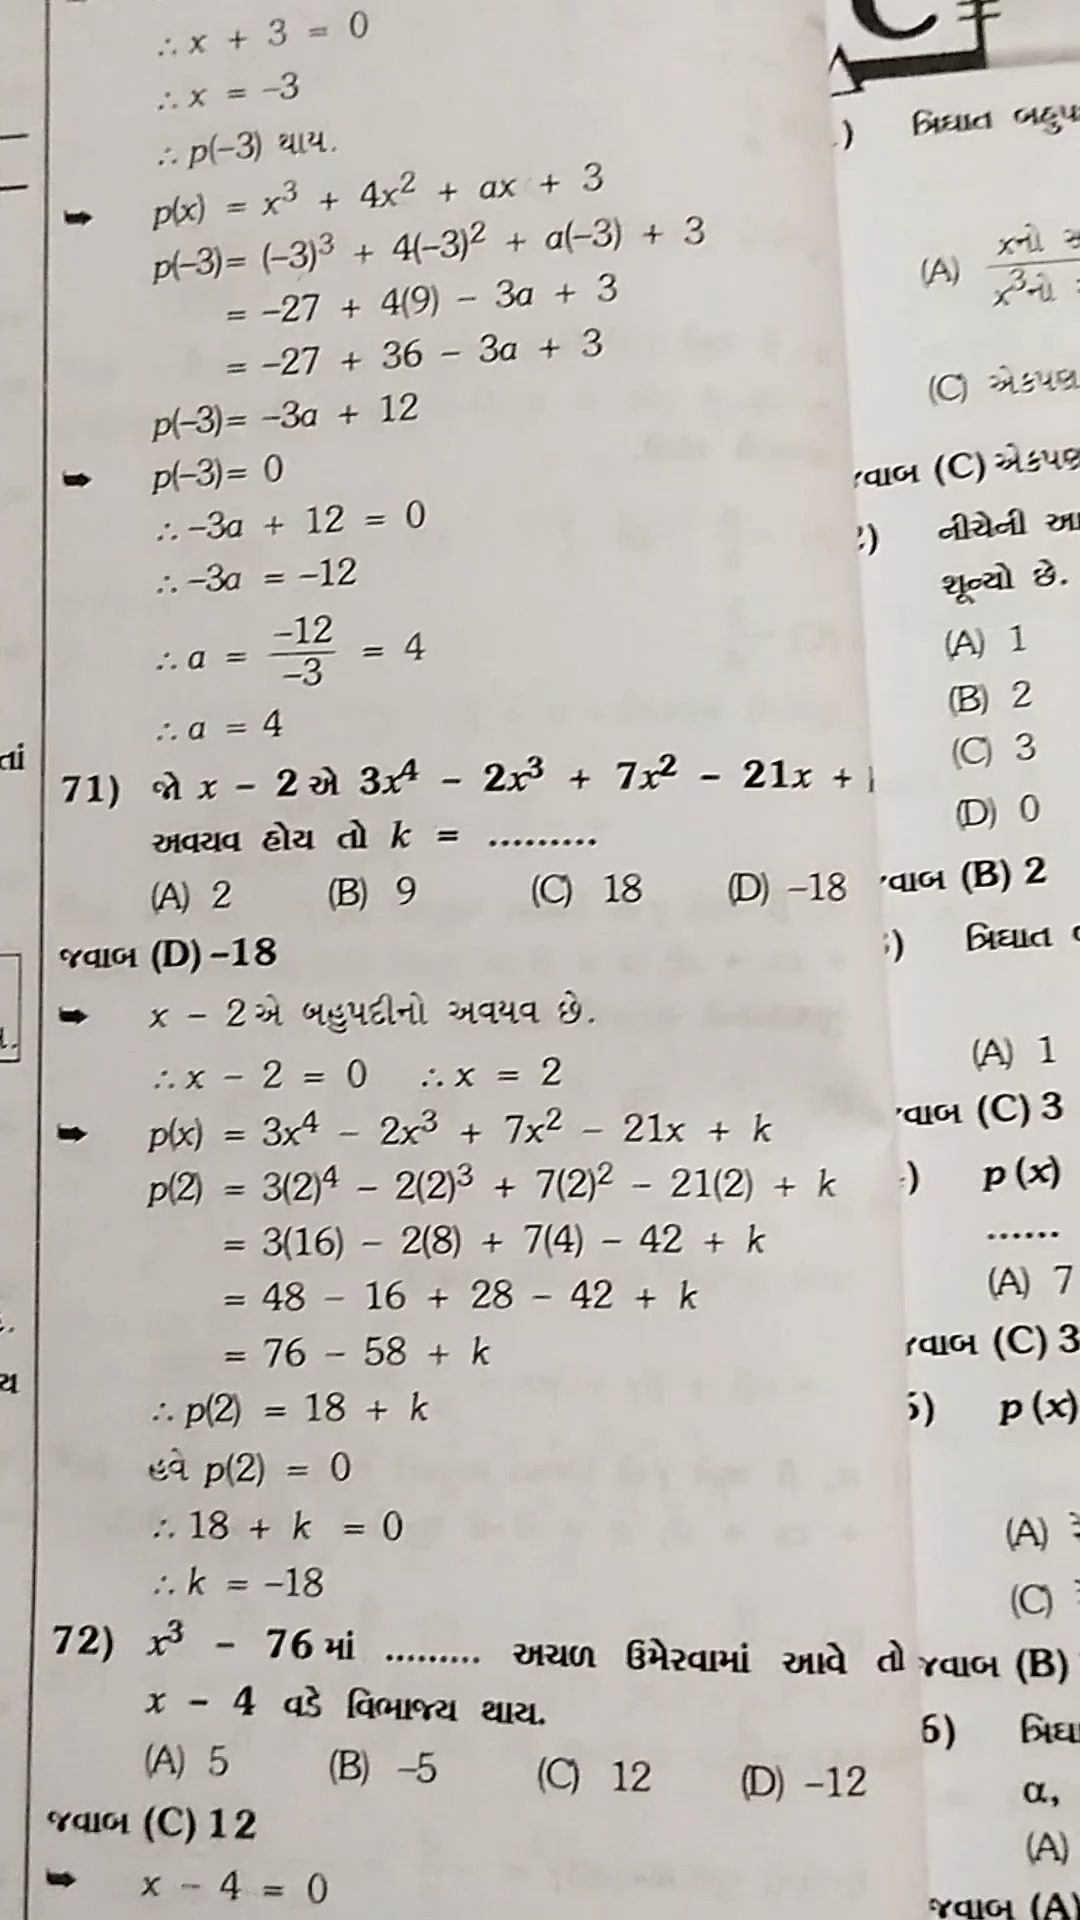 ∴ x + 3 = 0
∴ x = –3
∴ p(–3) થાય.
➡ p(x) = x³ + 4x² + ax + 3
p(–3)= (–3)³ + 4(–3)² + a(–3) + 3
= –27 + 4(9) – 3a + 3
= –27 + 36 – 3a + 3
p(–3)= –3a + 12
➡ p(–3)= 0
∴ –3a + 12 = 0
∴ –3a = –12
∴ a = –12/–3 = 4
∴ a = 4
71) જો x – 2 એ 3x⁴ – 2x³ + 7x² – 21x +
અવયવ હોય તો k = .........
(A) 2 (B) 9 (C) 18 (D) –18
જવાબ (D) –18
➡ x – 2 એ બહુપદીનો અવયવ છે.
∴ x – 2 = 0 ∴ x = 2
➡ p(x) = 3x⁴ – 2x³ + 7x² – 21x + k
p(2) = 3(2)⁴ – 2(2)³ + 7(2)² – 21(2) + k
= 3(16) – 2(8) + 7(4) – 42 + k
= 48 – 16 + 28 – 42 + k
= 76 – 58 + k
∴ p(2) = 18 + k
હવે p(2) = 0
∴ 18 + k = 0
∴ k = –18
72) x³ – 76 માં ......... અચળ ઉમેરવામાં આવે તો
x – 4 વડે વિભાજ્ય થાય.
(A) 5 (B) –5 (C) 12 (D) –12
જવાબ (C) 12
➡ x – 4 = 0
ત્રિઘાત
(A) xનો
x³નો
(C)
(C)
નીચેની
શૂન્યો છે.
(A) 1
(B) 2
(C) 3
(D) 0
(B) 2
ત્રિઘાત
(A) 1
(C) 3
p (x)
......
(A) 7
(C) 3
p (x)
(A)
(C)
જવાબ (B)
6)
α,
(A)
જવાબ (A)